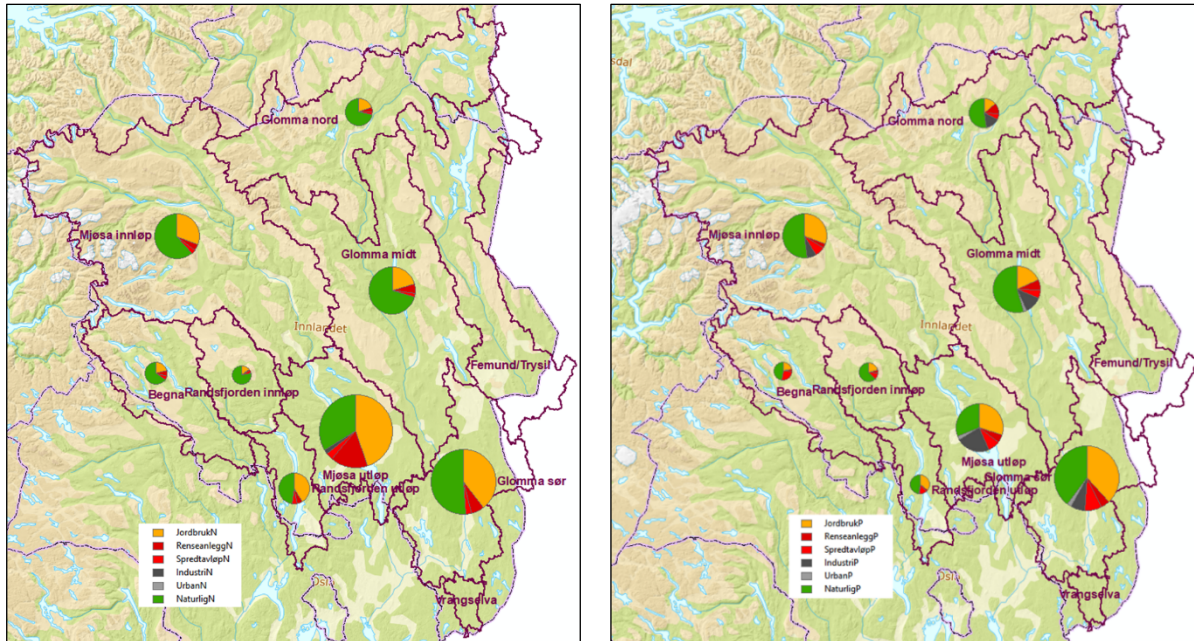 Glomma nord
Mjøsa innløp
Glomma midt
Innlandet
Femund/Trysil
Randsfjorden innløp
Begna
Mjøsa utløp
Glomma sør
Randsfjorden utløp
JordbrukN
RenseanleggN
SpredtavløpN
IndustriN
UrbanN
NaturligN
Oslo
Vrangselva
sdal
Glomma nord
Mjøsa innløp
Glomma midt
Innlandet
Femund/Trysil
Randsfjorden innløp
Begna
Mjøsa utløp
Glomma sør
Randsfjorden utløp
JordbrukP
RenseanleggP
SpredtavløpP
IndustriP
UrbanP
NaturligP
Oslo
Vrangselva